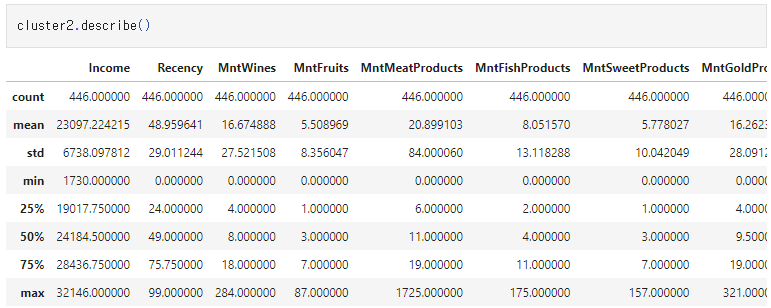 cluster2.describe()
Income Recency MntWines MntFruits MntMeatProducts MntFishProducts MntSweetProducts MntGoldPro
count 446.000000 446.000000 446.000000 446.000000 446.000000 446.000000 446.000000 446.0000
mean 23097.224215 48.959641 16.674888 5.508969 20.899103 8.051570 5.778027 16.2623
std 6738.097812 29.011244 27.521508 8.356047 84.000060 13.118288 10.042049 28.0912
min 1730.000000 0.000000 0.000000 0.000000 0.000000 0.000000 0.000000 0.0000
25% 19017.750000 24.000000 4.000000 1.000000 6.000000 2.000000 1.000000 4.0000
50% 24184.500000 49.000000 8.000000 3.000000 11.000000 4.000000 3.000000 9.5000
75% 28436.750000 75.750000 18.000000 7.000000 19.000000 11.000000 7.000000 19.0000
max 32146.000000 99.000000 284.000000 87.000000 1725.000000 175.000000 157.000000 321.0000